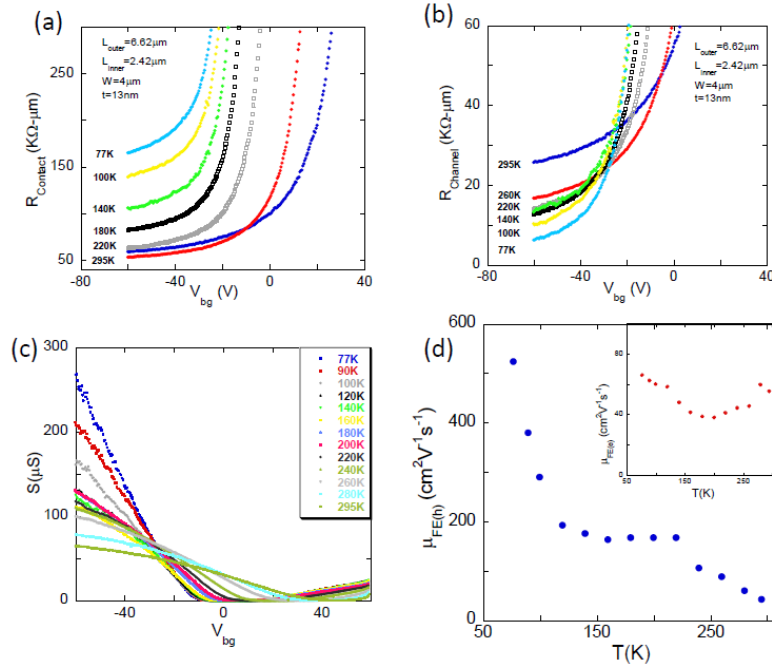 (a)
L_outer=6.62µm
L_inner=2.42µm
W=4µm
t=13nm
R_Contact (KΩ-µm)
250
150
50
77K
100K
140K
180K
220K
295K
-80 -40 0 40
V_bg (V)
(b)
L_outer=6.62µm
L_inner=2.42µm
W=4µm
t=13nm
R_Channel (KΩ-µm)
60
40
20
0
295K
260K
220K
140K
100K
77K
-80 -40 0 40
V_bg (V)
(c)
S(µS)
300
200
100
0
77K
90K
100K
120K
140K
160K
180K
200K
220K
240K
260K
280K
295K
-40 0 40
V_bg
(d)
µ_FE(h) (cm²V⁻¹s⁻¹)
600
500
400
300
200
100
0
50 150 250
T(K)
µ_FE(e) (cm²V⁻¹s⁻¹)
80
40
0
50 150 250
T(K)